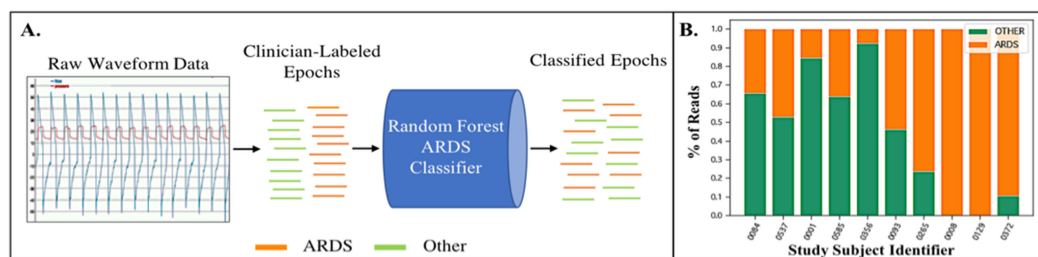 A.
Raw Waveform Data
Clinician-Labeled
Epochs
Classified Epochs
Random Forest
ARDS
Classifier
ARDS
Other
B.
OTHER
ARDS
% of Reads
1.0
0.9
0.8
0.7
0.6
0.5
0.4
0.3
0.2
0.1
0.0
0084
0537
0001
0585
0356
0093
0265
0008
0129
0372
Study Subject Identifier